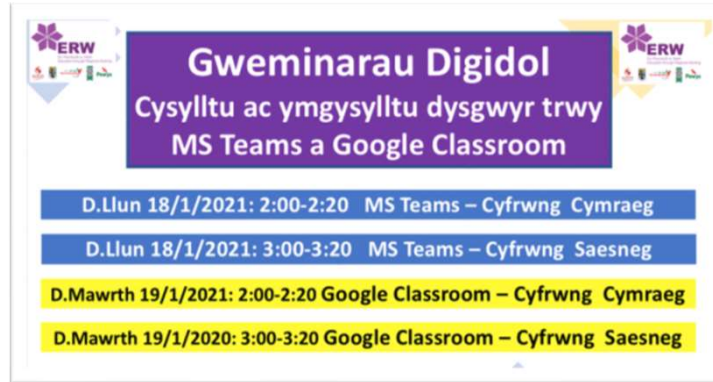 ERW
ERW
Gweminarau Digidol
Cysylltu ac ymgysylltu dysgwyr trwy
MS Teams a Google Classroom
D.Llun 18/1/2021: 2:00-2:20 MS Teams – Cyfrwng Cymraeg
D.Llun 18/1/2021: 3:00-3:20 MS Teams – Cyfrwng Saesneg
D.Mawrth 19/1/2021: 2:00-2:20 Google Classroom – Cyfrwng Cymraeg
D.Mawrth 19/1/2020: 3:00-3:20 Google Classroom – Cyfrwng Saesneg